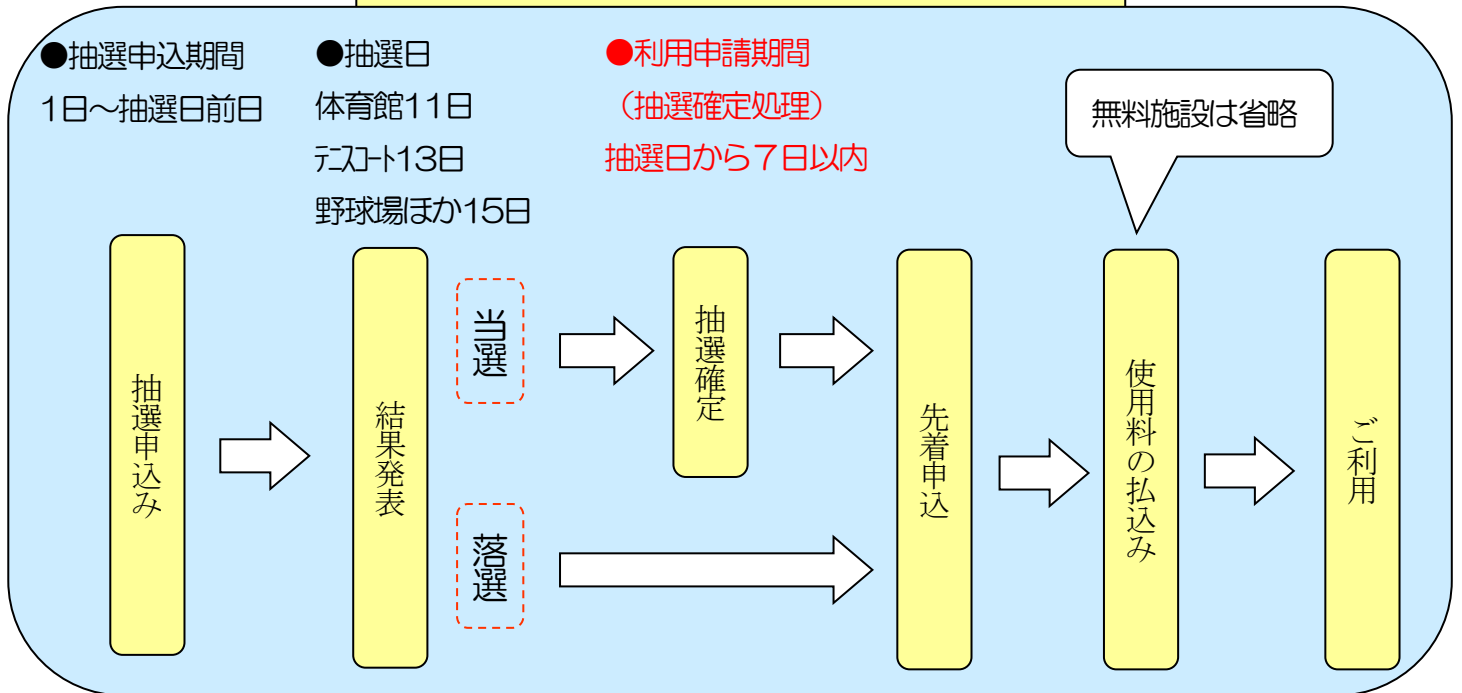 ●抽選申込期間
1日～抽選日前日
●抽選日
体育館11日
テニスコート13日
野球場ほか15日
●利用申請期間
（抽選確定処理）
抽選日から7日以内
無料施設は省略
抽選申込み
結果発表
当選
落選
抽選確定
先着申込
使用料の払込み
ご利用